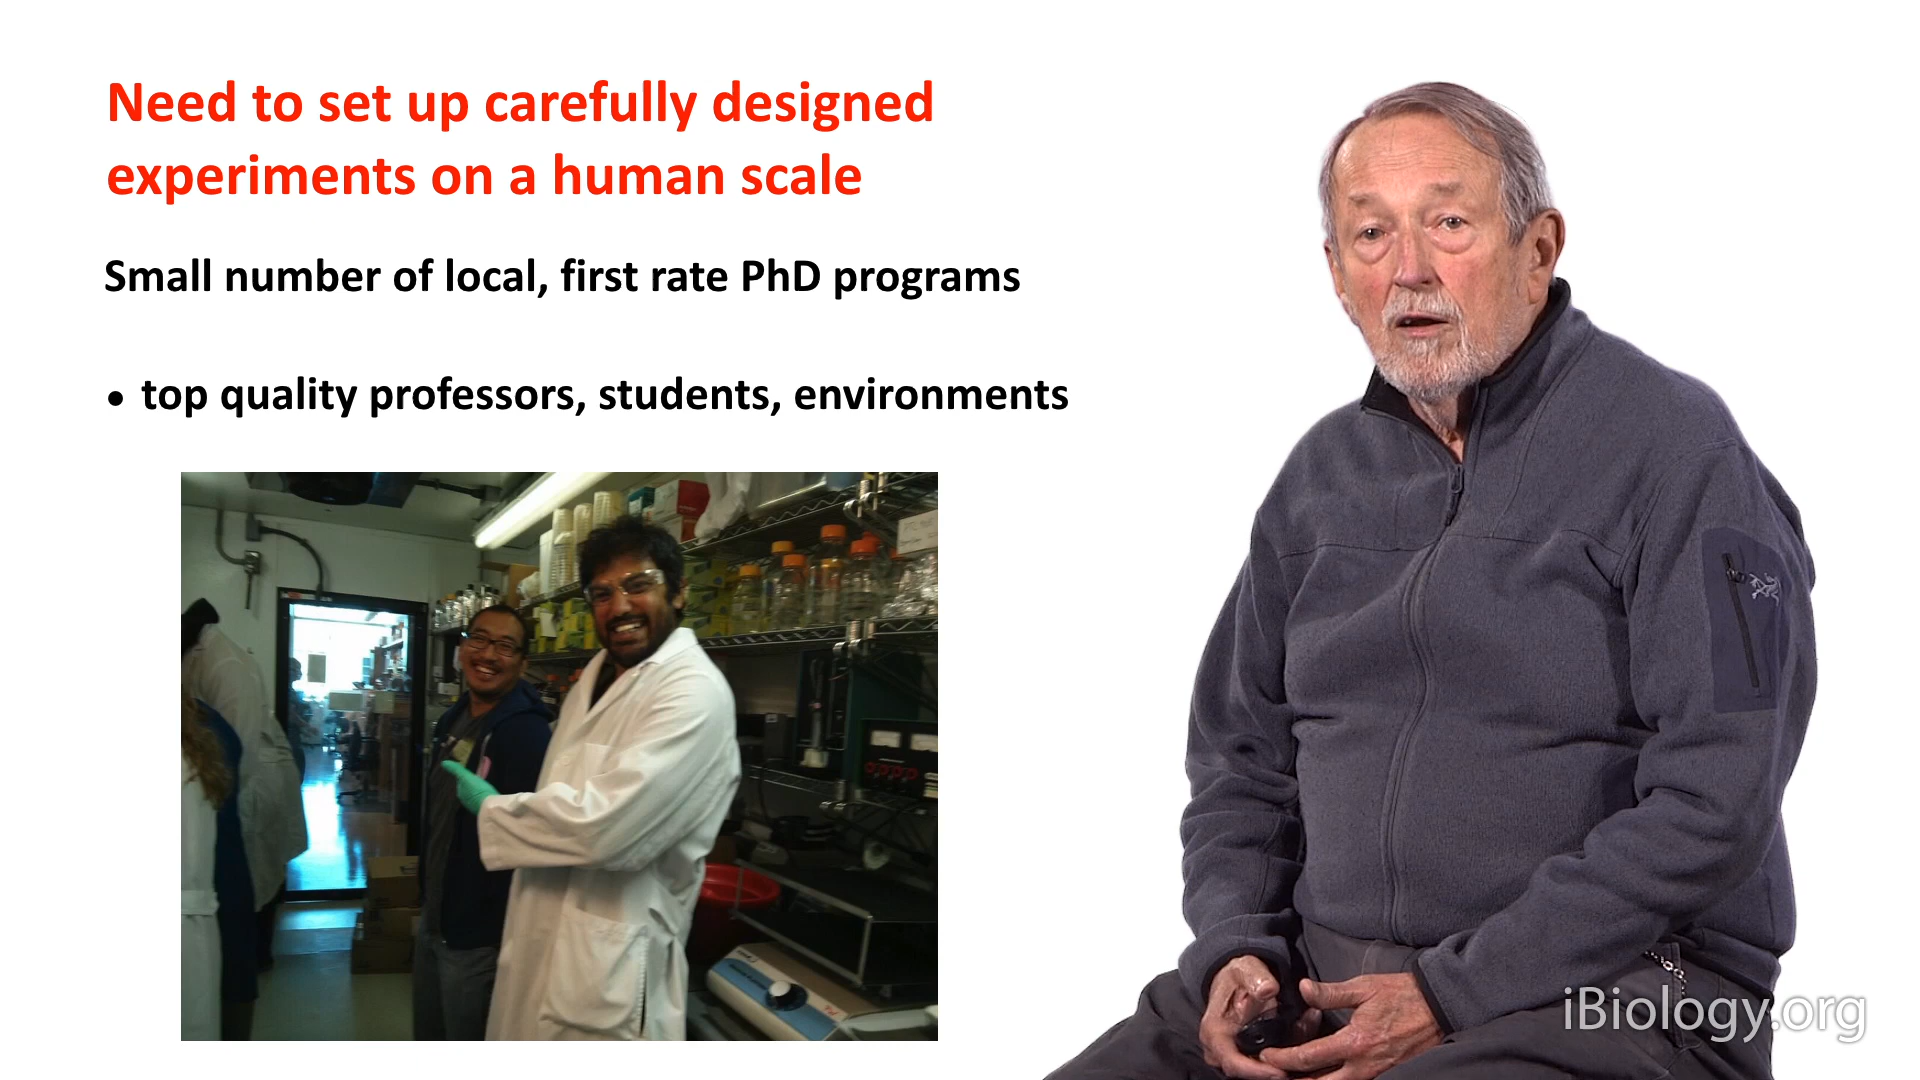 Need to set up carefully designed
experiments on a human scale
Small number of local, first rate PhD programs
• top quality professors, students, environments
iBiology.org